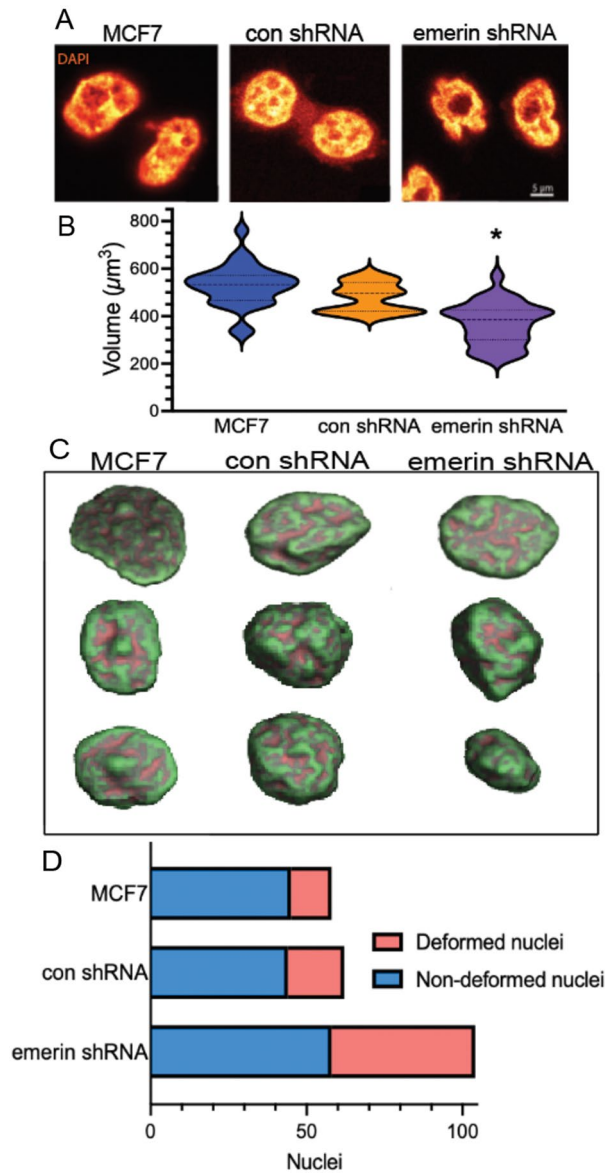 A
MCF7
con shRNA
emerin shRNA
DAPI
5 µm
B
Volume (µm³)
800
600
400
200
0
*
MCF7
con shRNA
emerin shRNA
C
MCF7
con shRNA
emerin shRNA
D
MCF7
con shRNA
emerin shRNA
Deformed nuclei
Non-deformed nuclei
0
50
100
Nuclei